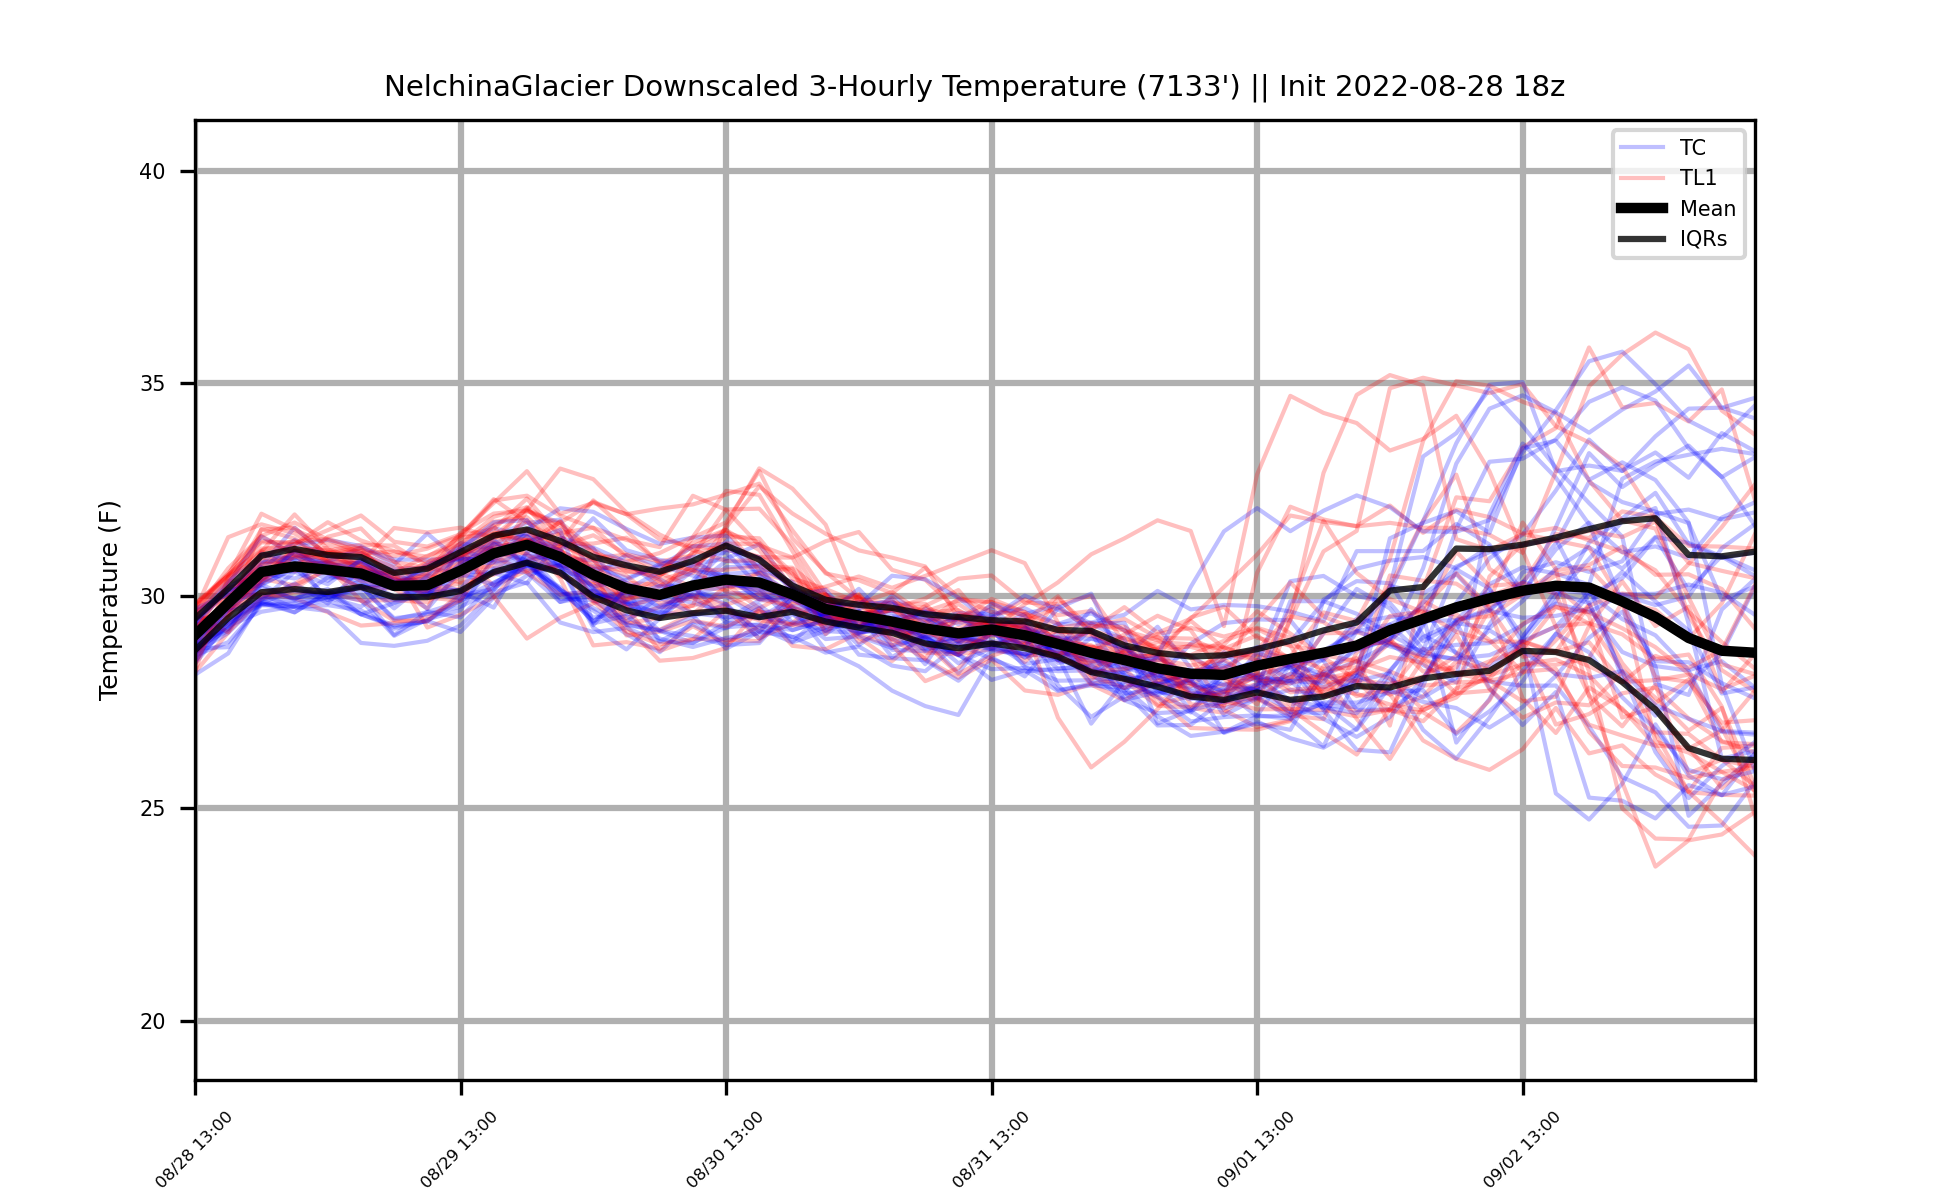 NelchinaGlacier Downscaled 3-Hourly Temperature (7133') || Init 2022-08-28 18z
TC
TL1
Mean
IQRs
Temperature (F)
40
35
30
25
20
08/28 13:00
08/29 13:00
08/30 13:00
08/31 13:00
09/01 13:00
09/02 13:00